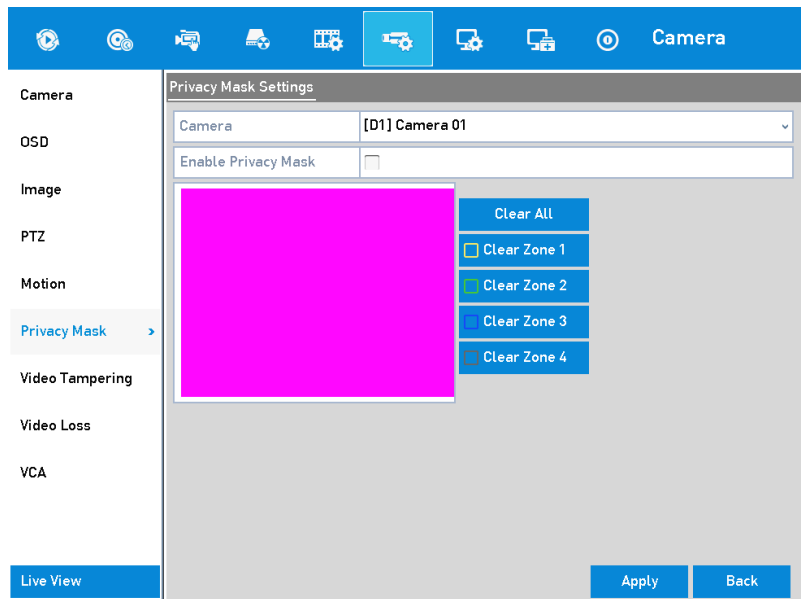 Camera
Camera
OSD
Image
PTZ
Motion
Privacy Mask >
Video Tampering
Video Loss
VCA
Live View
Privacy Mask Settings
Camera [D1] Camera 01
Enable Privacy Mask
Clear All
Clear Zone 1
Clear Zone 2
Clear Zone 3
Clear Zone 4
Apply Back